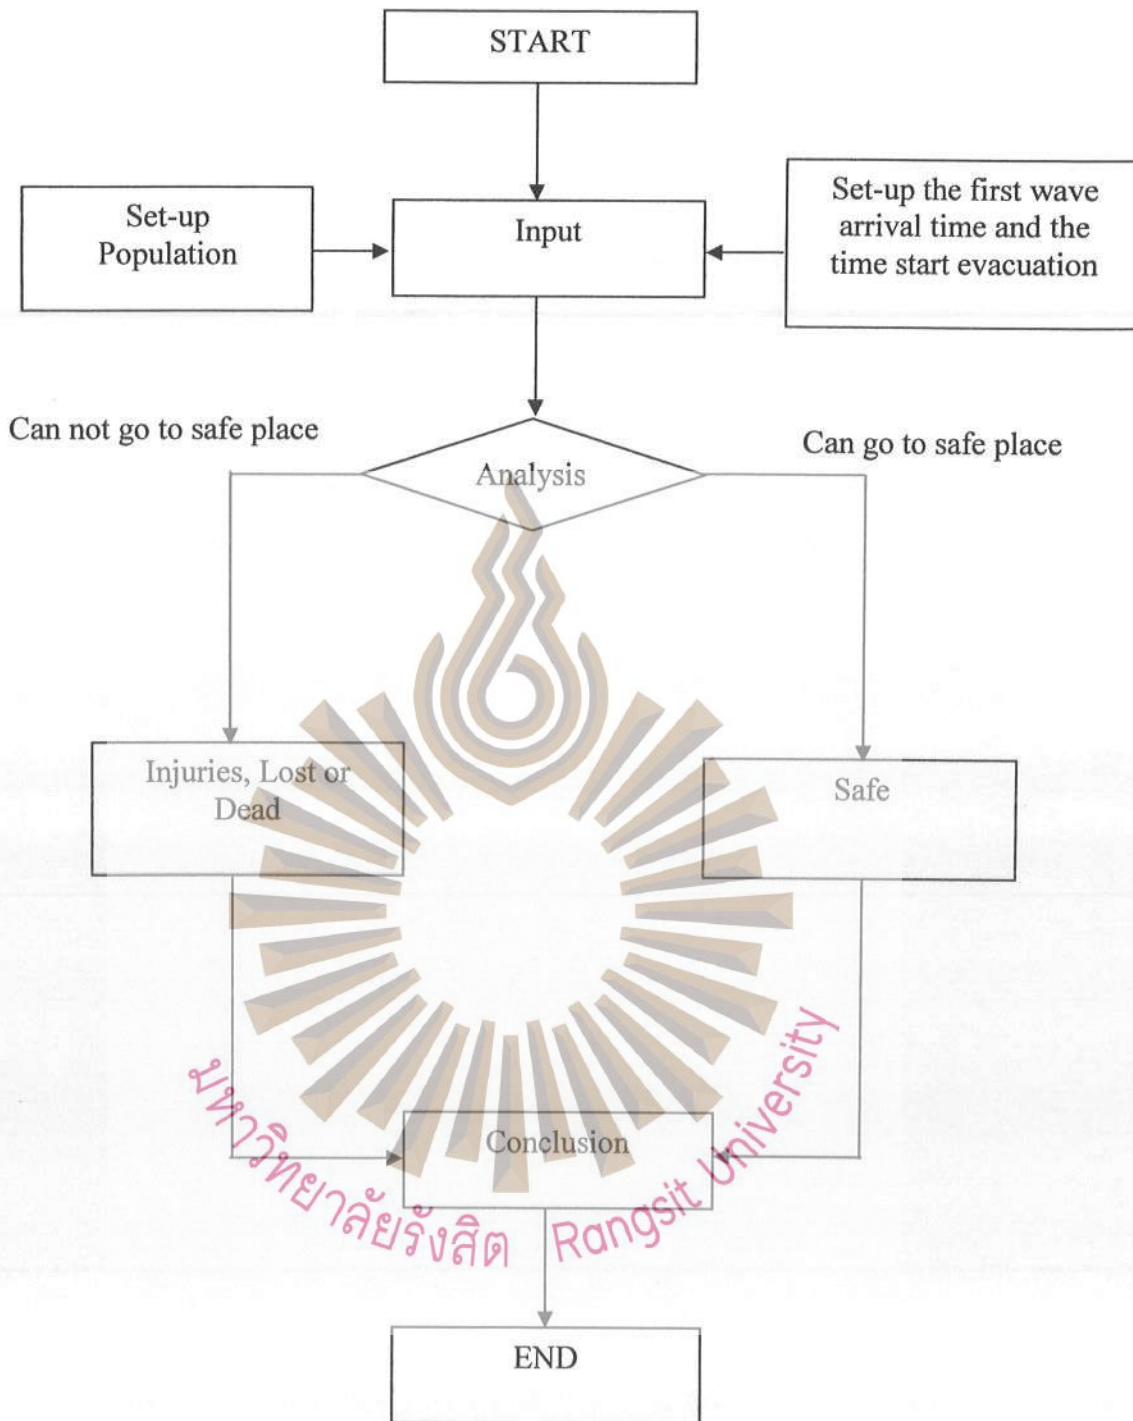 START
Set-up
Population
Input
Set-up the first wave
arrival time and the
time start evacuation
Can not go to safe place
Can go to safe place
Analysis
Injuries, Lost or
Dead
Safe
Conclusion
มหาวิทยาลัยรังสิต Rangsit University
END